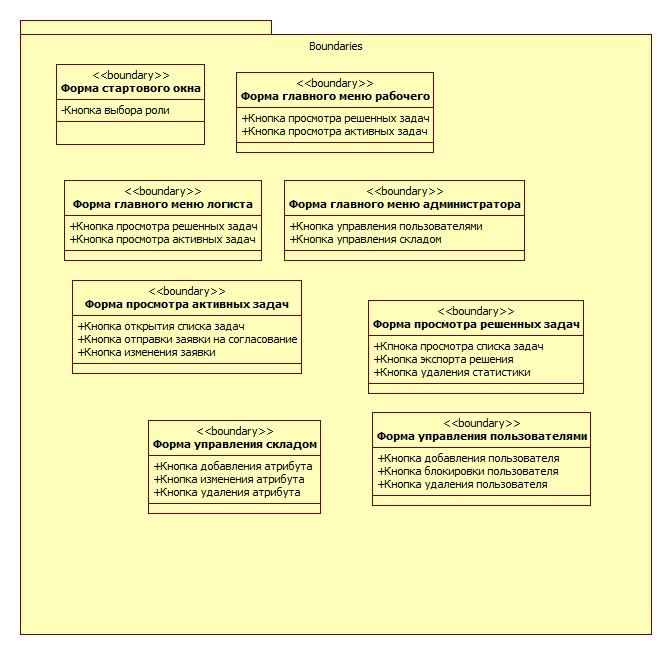 Boundaries
<<boundary>>
Форма стартового окна
-Кнопка выбора роли
<<boundary>>
Форма главного меню рабочего
+Кнопка просмотра решенных задач
+Кнопка просмотра активных задач
<<boundary>>
Форма главного меню логиста
+Кнопка просмотра решенных задач
+Кнопка просмотра активных задач
<<boundary>>
Форма главного меню администратора
+Кнопка управления пользователями
+Кнопка управления складом
<<boundary>>
Форма просмотра активных задач
+Кнопка открытия списка задач
+Кнопка отправки заявки на согласование
+Кнопка изменения заявки
<<boundary>>
Форма просмотра решенных задач
+Кпнока просмотра списка задач
+Кнопка экспорта решения
+Кнопка удаления статистики
<<boundary>>
Форма управления складом
+Кнопка добавления атрибута
+Кнопка изменения атрибута
+Кнопка удаления атрибута
<<boundary>>
Форма управления пользователями
+Кнопка добавления пользователя
+Кнопка блокировки пользователя
+Кнопка удаления пользователя